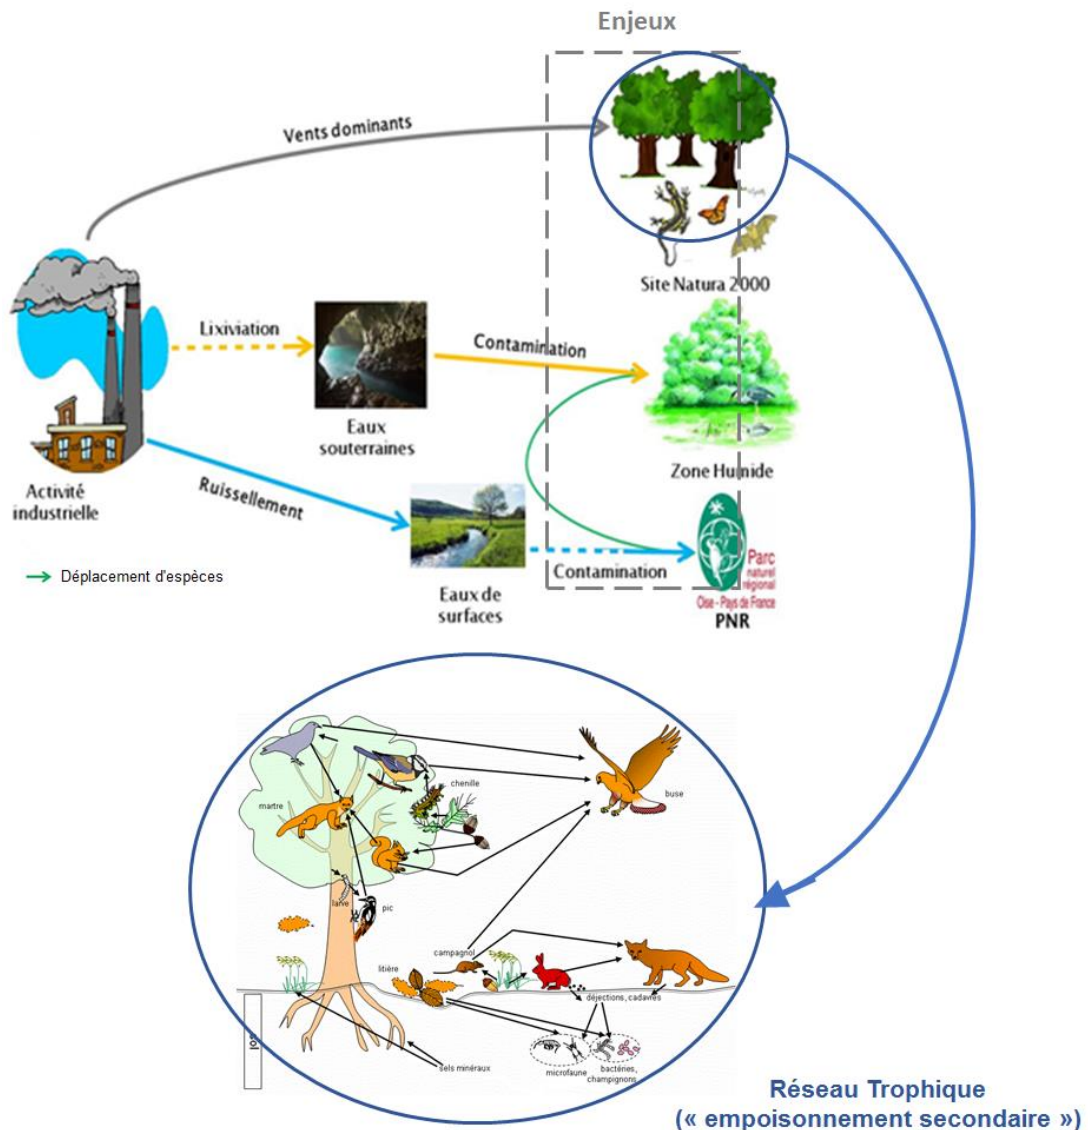 Enjeux
Vents dominants
Site Natura 2000
Lixiviation
Contamination
Eaux
souterraines
Zone Humide
Activité
industrielle
Ruissellement
Déplacement d'espèces
Contamination
Eaux de
surfaces
Parc
naturel
régional
Oise - Pays de France
PNR
chenille
buse
martre
larve
pic
campagnol
litière
déjections, cadavres
sol
sels minéraux
microfaune
bactéries,
champignons
Réseau Trophique
(« empoisonnement secondaire »)